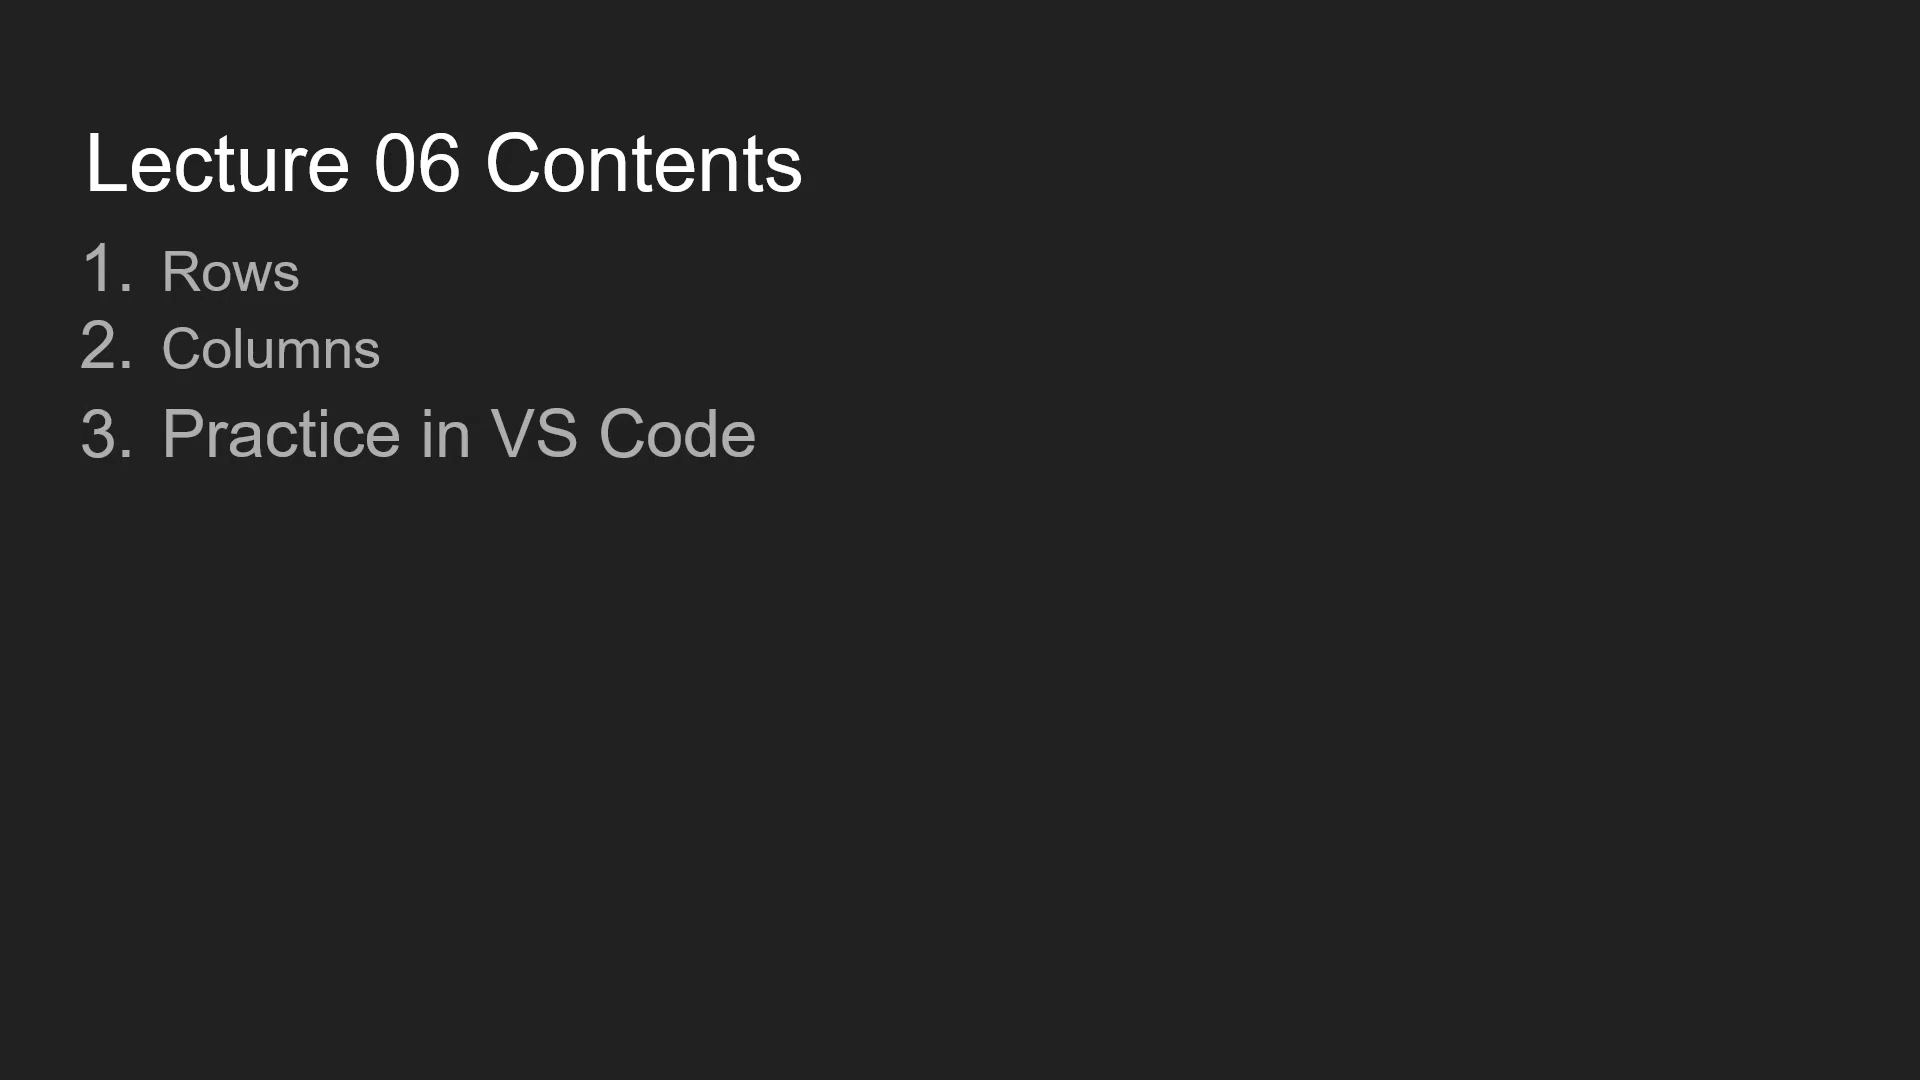 Lecture 06 Contents
1. Rows
2. Columns
3. Practice in VS Code